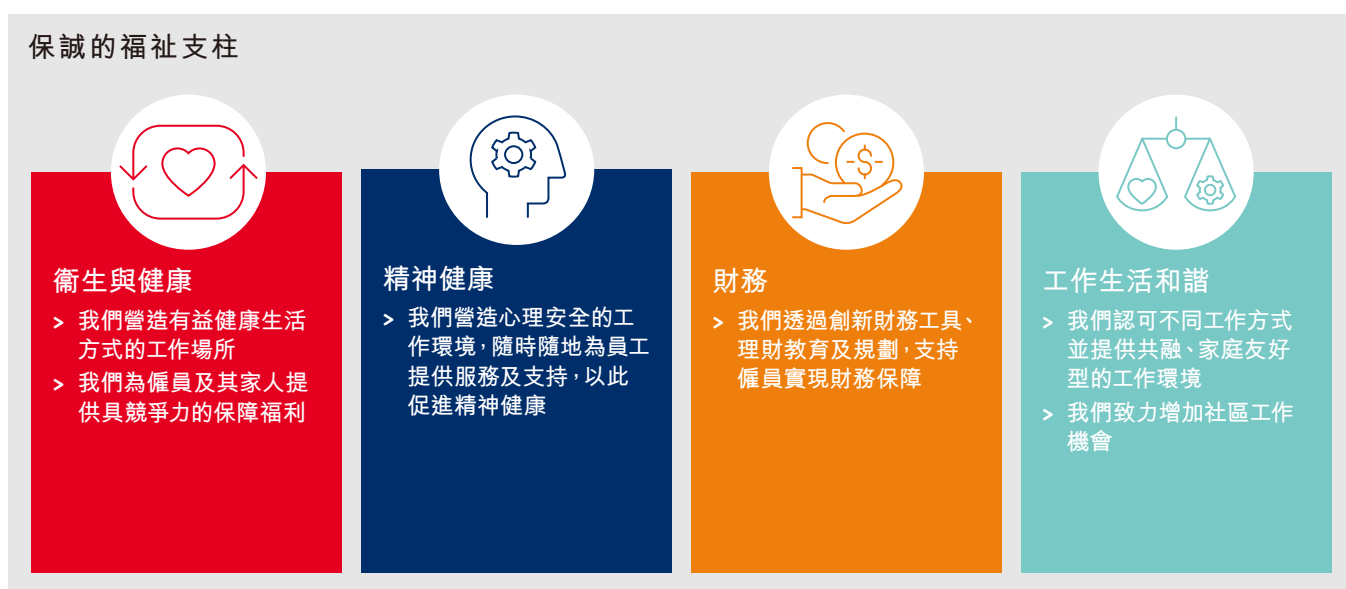 保誠的福祉支柱
衞生與健康
> 我們營造有益健康生活
方式的工作場所
> 我們為僱員及其家人提
供具競爭力的保障福利
精神健康
> 我們營造心理安全的工
作環境，隨時隨地為員工
提供服務及支持，以此
促進精神健康
財務
> 我們透過創新財務工具、
理財教育及規劃，支持
僱員實現財務保障
工作生活和諧
> 我們認可不同工作方式
並提供共融、家庭友好
型的工作環境
> 我們致力增加社區工作
機會
-$-